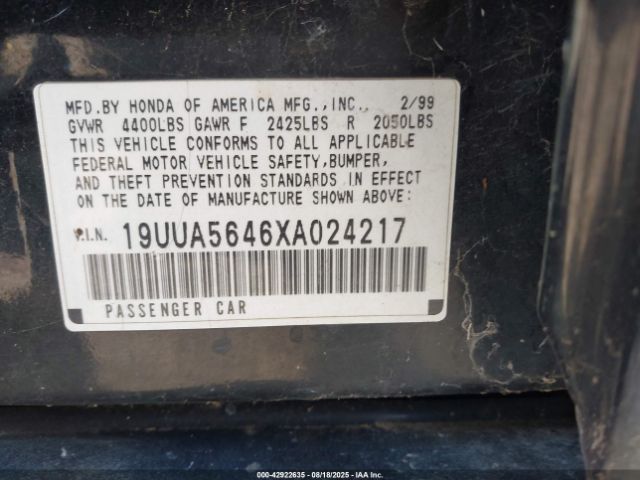 MFD.BY HONDA OF AMERICA MFG.,INC., 2/99
GVWR 4400LBS GAWR F 2425LBS R 2050LBS
THIS VEHICLE CONFORMS TO ALL APPLICABLE
FEDERAL MOTOR VEHICLE SAFETY,BUMPER,
AND THEFT PREVENTION STANDARDS IN EFFECT
ON THE DATE OF MANUFACTURE SHOWN ABOVE:
V.I.N. 19UUA5646XA024217
PASSENGER CAR
000-42922635 - 08/18/2025 - IAAI.COM